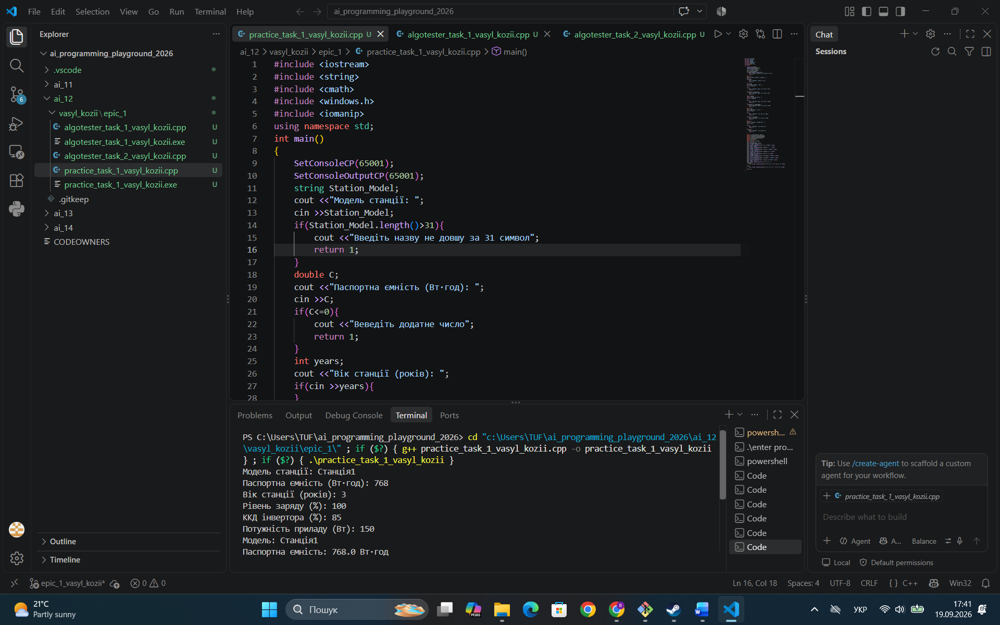 File Edit Selection View Go Run Terminal Help
ai_programming_playground_2026
Explorer
ai_programming_playground_2026
.vscode
ai_11
ai_12
vasyl_kozii\epic_1
algotester_task_1_vasyl_kozii.cpp U
algotester_task_1_vasyl_kozii.exe U
algotester_task_2_vasyl_kozii.cpp U
practice_task_1_vasyl_kozii.cpp U
practice_task_1_vasyl_kozii.exe U
.gitkeep
ai_13
ai_14
CODEOWNERS
6
Outline
Timeline
practice_task_1_vasyl_kozii.cpp U
algotester_task_1_vasyl_kozii.cpp U
algotester_task_2_vasyl_kozii.cpp U
ai_12 > vasyl_kozii > epic_1 > practice_task_1_vasyl_kozii.cpp > main()
1 #include <iostream>
2 #include <string>
3 #include <cmath>
4 #include <windows.h>
5 #include <iomanip>
6 using namespace std;
7 int main()
8 {
9 SetConsoleCP(65001);
10 SetConsoleOutputCP(65001);
11 string Station_Model;
12 cout <<"Модель станції: ";
13 cin >>Station_Model;
14 if(Station_Model.length()>31){
15 cout <<"Введіть назву не довшу за 31 символ";
16 return 1;
17 }
18 double C;
19 cout <<"Паспортна ємність (Вт·год): ";
20 cin >>C;
21 if(C<=0){
22 cout <<"Веведіть додатне число";
23 return 1;
24 }
25 int years;
26 cout <<"Вік станції (років): ";
27 if(cin >>years){
28 }
Problems Output Debug Console Terminal Ports
PS C:\Users\TUF\ai_programming_playground_2026> cd "c:\Users\TUF\ai_programming_playground_2026\ai_12
\vasyl_kozii\epic_1\" ; if ($?) { g++ practice_task_1_vasyl_kozii.cpp -o practice_task_1_vasyl_kozii
} ; if ($?) { .\practice_task_1_vasyl_kozii }
Модель станції: Станція1
Паспортна ємність (Вт·год): 768
Вік станції (років): 3
Рівень заряду (%): 100
ККД інвертора (%): 85
Потужність приладу (Вт): 150
Модель: Станція1
Паспортна ємність: 768.0 Вт·год
powersh...
.\enter pro...
powershell
Code
Code
Code
Code
Code
Code
Chat
Sessions
Tip: Use /create-agent to scaffold a custom
agent for your workflow.
practice_task_1_vasyl_kozii.cpp
Describe what to build
Agent A... Balance
Local Default permissions
epic_1_vasyl_kozii* 0 0
Ln 16, Col 18 Spaces: 4 UTF-8 CRLF { } C++ Win32
21°C
Partly sunny
Пошук
M365
B
УКР
17:41
19.09.2026